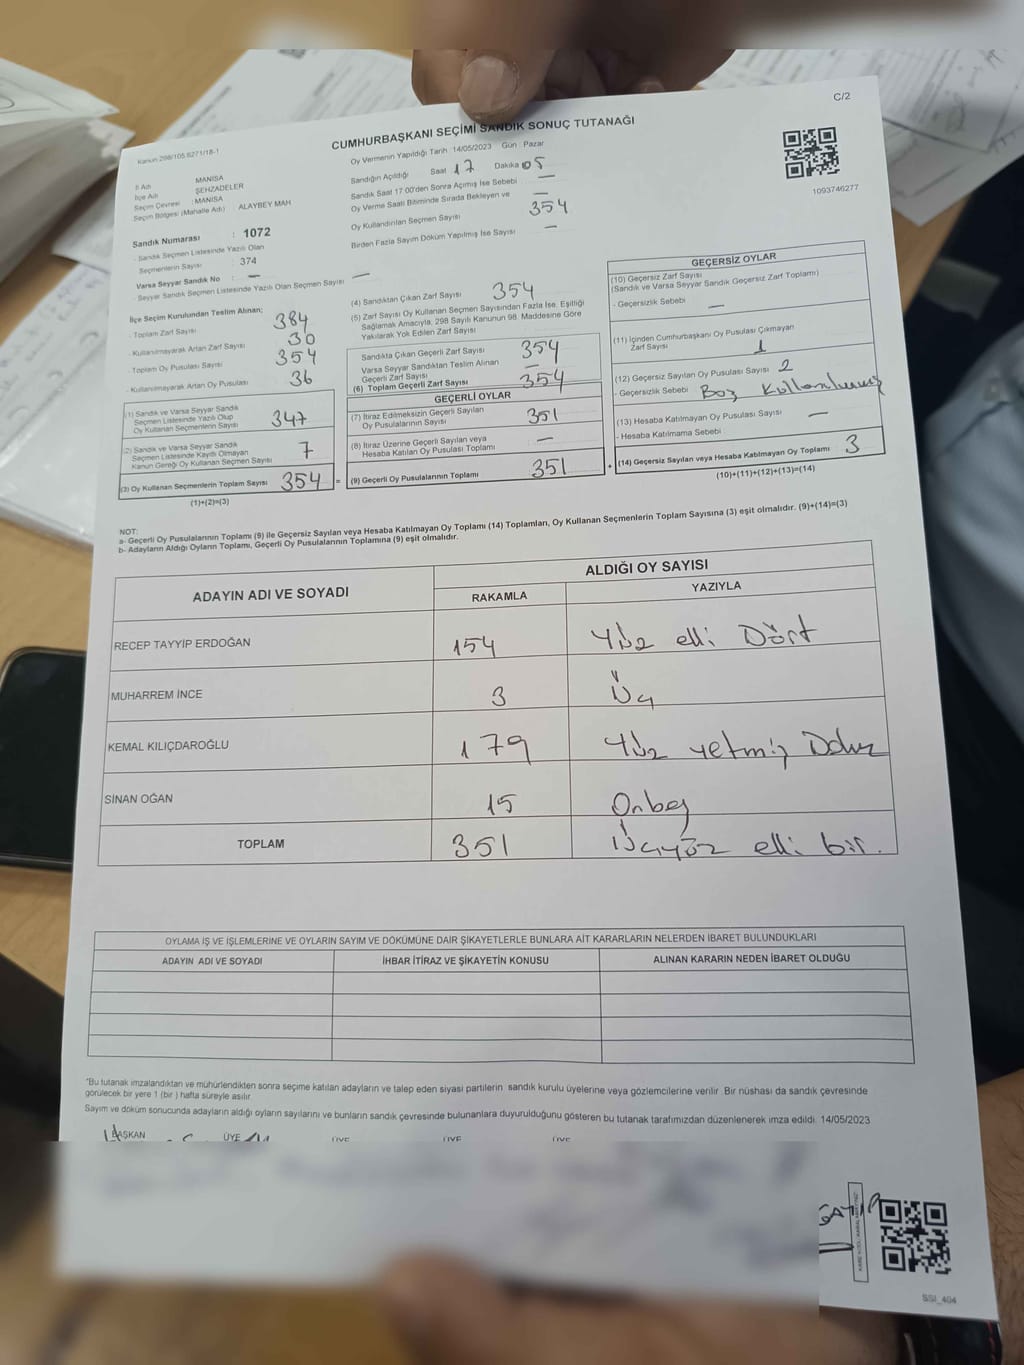 C/2
CUMHURBAŞKANI SEÇİMİ SANDIK SONUÇ TUTANAĞI
Kanun 298/105.6271/18-1
Oy Vermenin Yapıldığı Tarih 14/05/2023 Gün : Pazar
1093746277
İl Adı MANİSA
İlçe Adı ŞEHZADELER
Seçim Çevresi : MANİSA
Seçim Bölgesi (Mahalle Adı) : ALAYBEY MAH
Sandık Numarası : 1072
- Sandık Seçmen Listesinde Yazılı Olan
Seçmenlerin Sayısı : 374
Varsa Seyyar Sandık No : —
- Seyyar Sandık Seçmen Listesinde Yazılı Olan Seçmen Sayısı —
Sandığın Açıldığı Saat 17 Dakika 05
Sandık Saat 17:00'den Sonra Açılmış İse Sebebi —
Oy Verme Saati Bitiminde Sırada Bekleyen ve —
Oy Kullandırılan Seçmen Sayısı 354
Birden Fazla Sayım Döküm Yapılmış İse Sayısı —
İlçe Seçim Kurulundan Teslim Alınan;
- Toplam Zarf Sayısı 384
- Kullanılmayarak Artan Zarf Sayısı 30
- Toplam Oy Pusulası Sayısı 354
- Kullanılmayarak Artan Oy Pusulası 36
(1) Sandık ve Varsa Seyyar Sandık
Seçmen Listesinde Yazılı Olup
Oy Kullanan Seçmenlerin Sayısı 347
(2) Sandık ve Varsa Seyyar Sandık
Seçmen Listesinde Kayıtlı Olmayan
Kanun Gereği Oy Kullanan Seçmen Sayısı 7
(3) Oy Kullanan Seçmenlerin Toplam Sayısı 354 =
(1)+(2)=(3)
(4) Sandıktan Çıkan Zarf Sayısı 354
(5) Zarf Sayısı Oy Kullanan Seçmen Sayısından Fazla İse, Eşitliği
Sağlamak Amacıyla, 298 Sayılı Kanunun 98. Maddesine Göre
Yakılarak Yok Edilen Zarf Sayısı
Sandıkta Çıkan Geçerli Zarf Sayısı 354
Varsa Seyyar Sandıktan Teslim Alınan
Geçerli Zarf Sayısı —
(6) Toplam Geçerli Zarf Sayısı 354
GEÇERLİ OYLAR
(7) İtiraz Edilmeksizin Geçerli Sayılan
Oy Pusulalarının Sayısı 351
(8) İtiraz Üzerine Geçerli Sayılan veya
Hesaba Katılan Oy Pusulası Toplamı —
(9) Geçerli Oy Pusulalarının Toplamı 351 +
GEÇERSİZ OYLAR
(10) Geçersiz Zarf Sayısı
(Sandık ve Varsa Seyyar Sandık Geçersiz Zarf Toplamı)
- Geçersizlik Sebebi —
(11) İçinden Cumhurbaşkanı Oy Pusulası Çıkmayan
Zarf Sayısı 1
(12) Geçersiz Sayılan Oy Pusulası Sayısı 2
- Geçersizlik Sebebi Boş
(13) Hesaba Katılmayan Oy Pusulası Sayısı —
- Hesaba Katılmama Sebebi
(14) Geçersiz Sayılan veya Hesaba Katılmayan Oy Toplamı 3
(10)+(11)+(12)+(13)=(14)
NOT:
a- Geçerli Oy Pusulalarının Toplamı (9) ile Geçersiz Sayılan veya Hesaba Katılmayan Oy Toplamı (14) Toplamları, Oy Kullanan Seçmenlerin Toplam Sayısına (3) eşit olmalıdır. (9)+(14)=(3)
b- Adayların Aldığı Oyların Toplamı, Geçerli Oy Pusulalarının Toplamına (9) eşit olmalıdır.
ADAYIN ADI VE SOYADI ALDIĞI OY SAYISI
RAKAMLA YAZIYLA
RECEP TAYYİP ERDOĞAN 154 Yüz elli Dört
MUHARREM İNCE 3 Üç
KEMAL KILIÇDAROĞLU 179 Yüz yetmiş Dokuz
SİNAN OĞAN 15 Onbeş
TOPLAM 351 Üçyüz elli bir.
OYLAMA İŞ VE İŞLEMLERİNE VE OYLARIN SAYIM VE DÖKÜMÜNE DAİR ŞİKAYETLERLE BUNLARA AİT KARARLARIN NELERDEN İBARET BULUNDUKLARI
ADAYIN ADI VE SOYADI İHBAR İTİRAZ VE ŞİKAYETİN KONUSU ALINAN KARARIN NEDEN İBARET OLDUĞU
*Bu tutanak imzalandıktan ve mühürlendikten sonra seçime katılan adayların ve talep eden siyasi partilerin sandık kurulu üyelerine veya gözlemcilerine verilir. Bir nüshası da sandık çevresinde
görülecek bir yere 1 (bir ) hafta süreyle asılır.
Sayım ve döküm sonucunda adayların aldığı oyların sayılarını ve bunların sandık çevresinde bulunanlara duyurulduğunu gösteren bu tutanak tarafımızdan düzenlenerek imza edildi. 14/05/2023
BAŞKAN ÜYE ÜYE ÜYE ÜYE
SSI_404